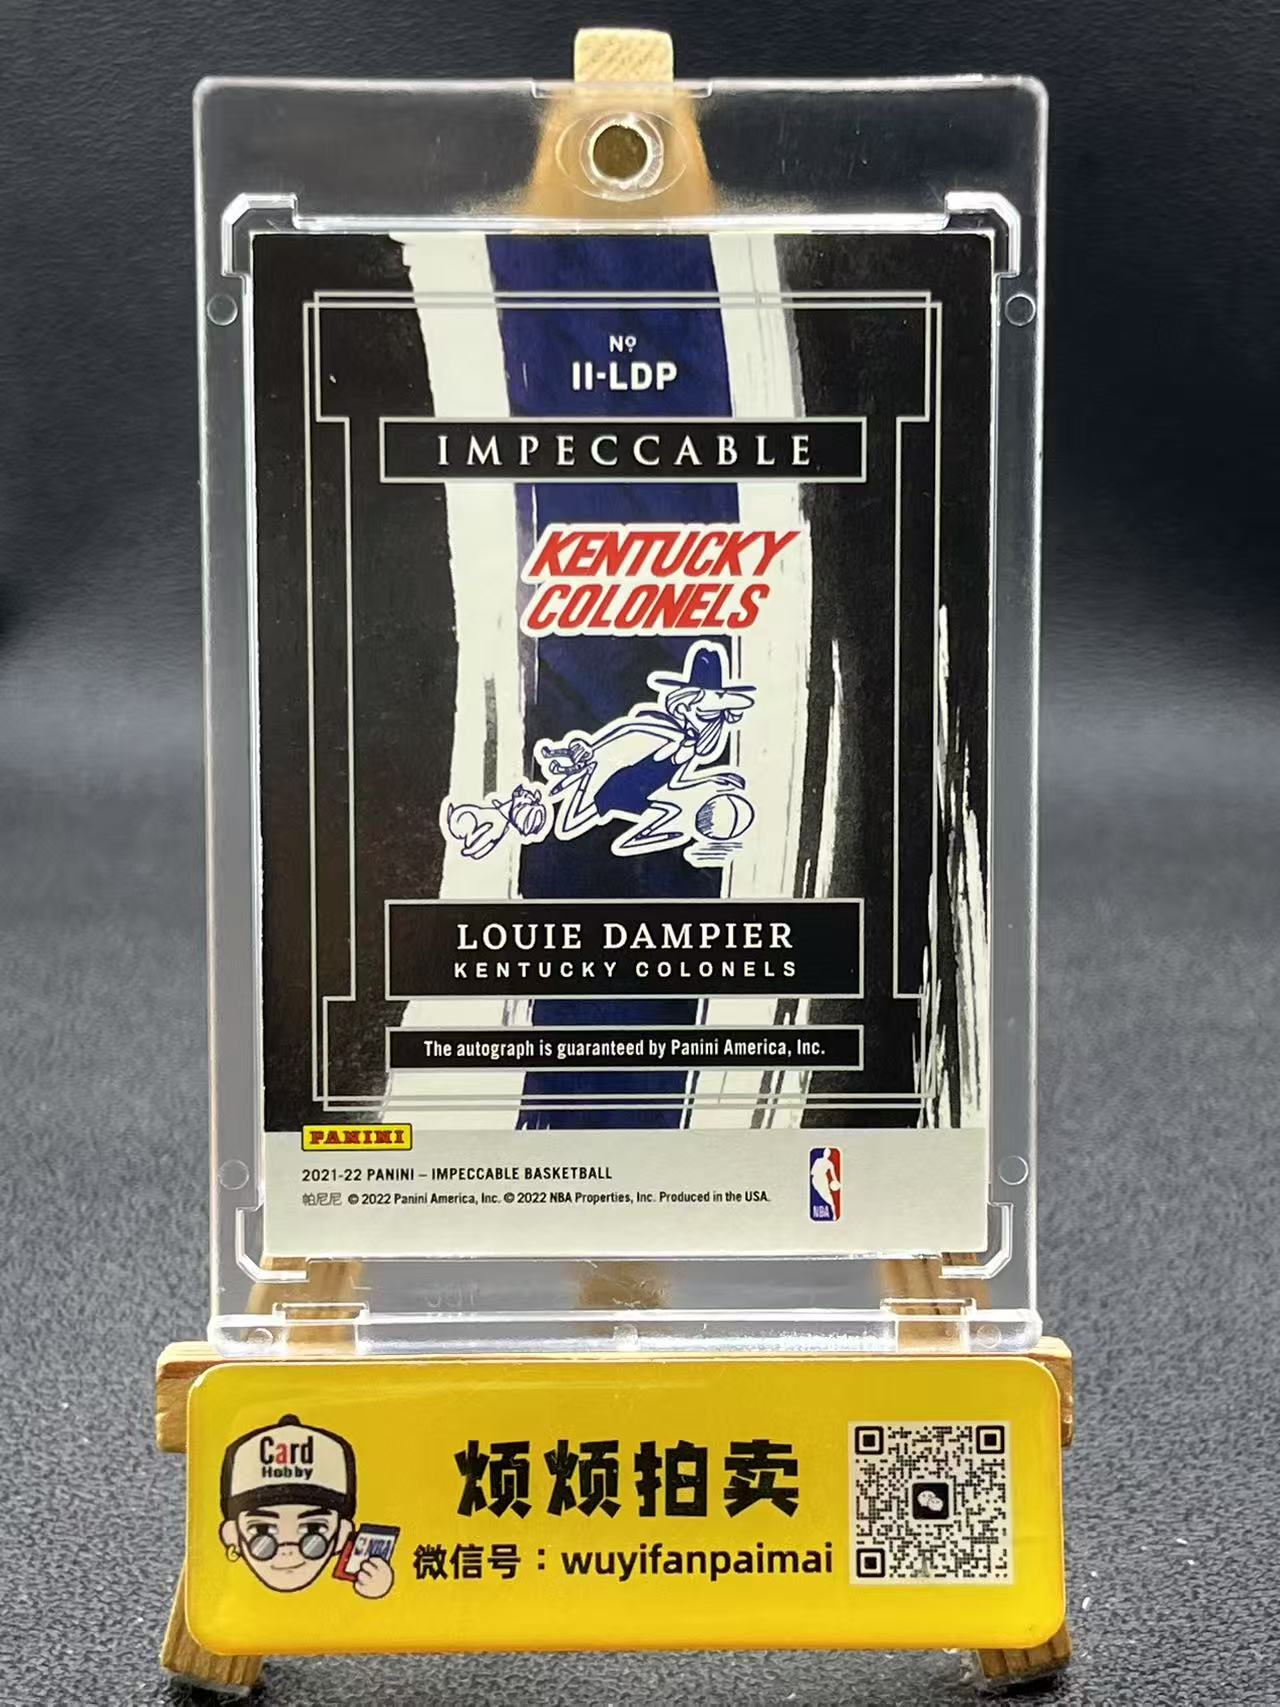 Nº
II-LDP
IMPECCABLE
KENTUCKY
COLONELS
LOUIE DAMPIER
KENTUCKY COLONELS
The autograph is guaranteed by Panini America, Inc.
PANINI
2021-22 PANINI – IMPECCABLE BASKETBALL
帕尼尼 © 2022 Panini America, Inc. © 2022 NBA Properties, Inc. Produced in the USA.
NBA
Card
Hobby
NBA
烦烦拍卖
微信号：wuyifanpaimai